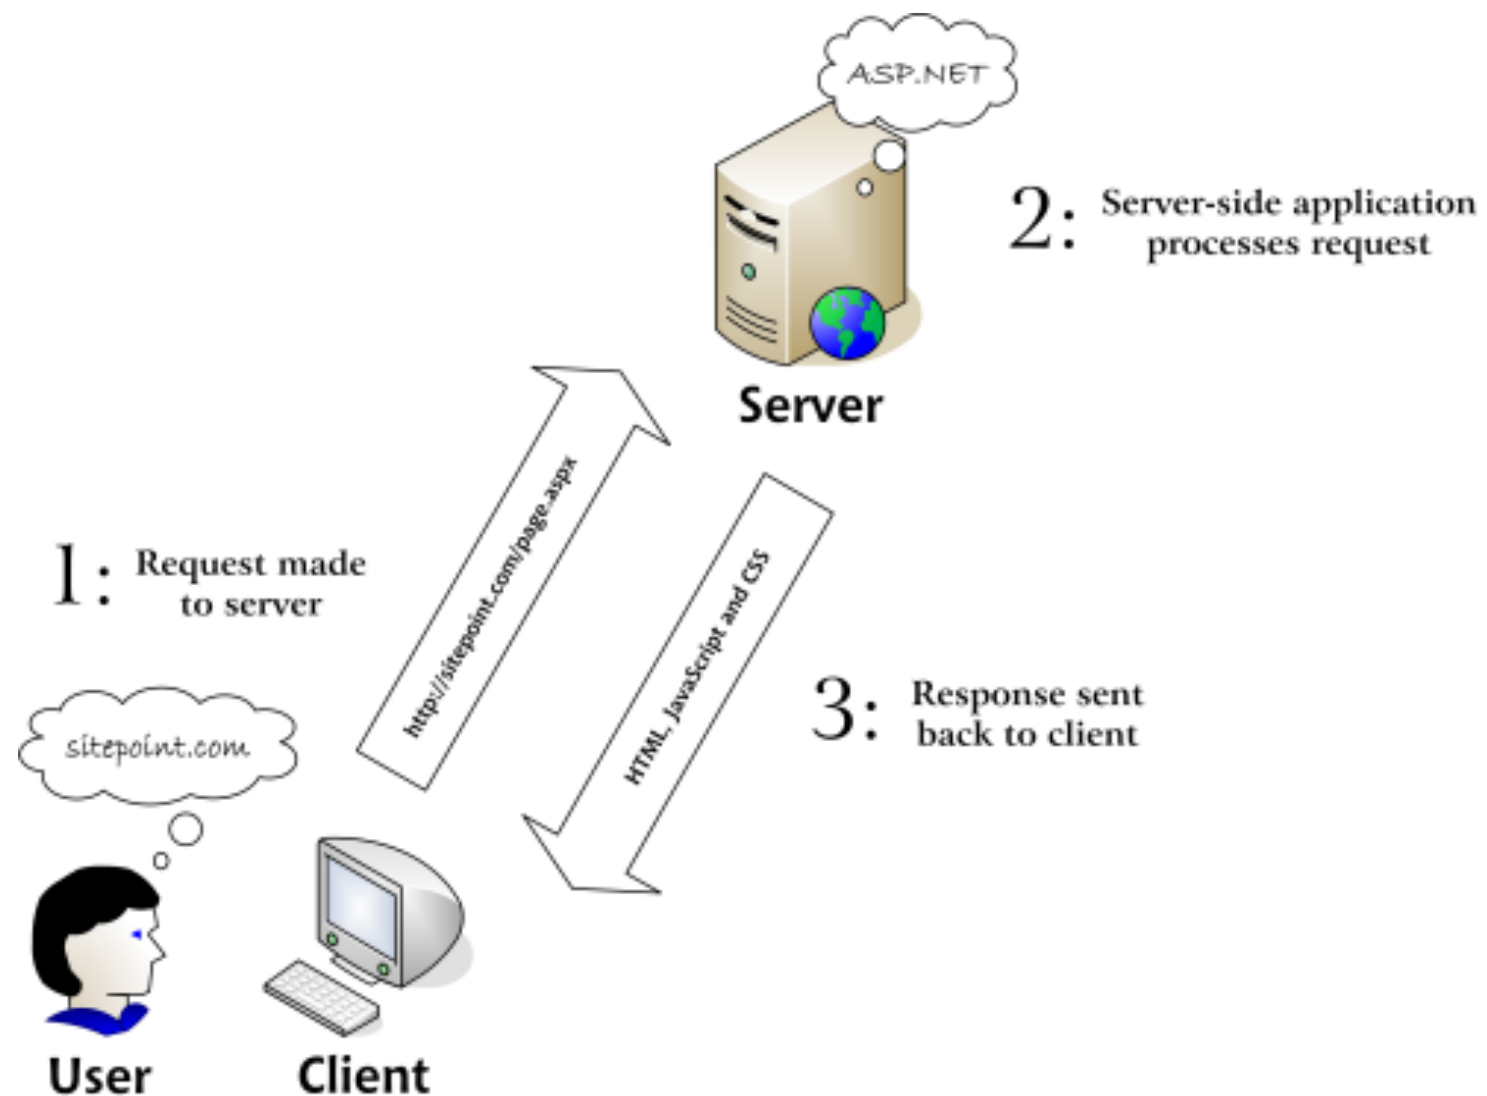 ASP.NET
2: Server-side application
processes request
Server
http://sitepoint.com/page.aspx
1: Request made
to server
HTML, JavaScript and CSS
3: Response sent
back to client
sitepoint.com
User
Client